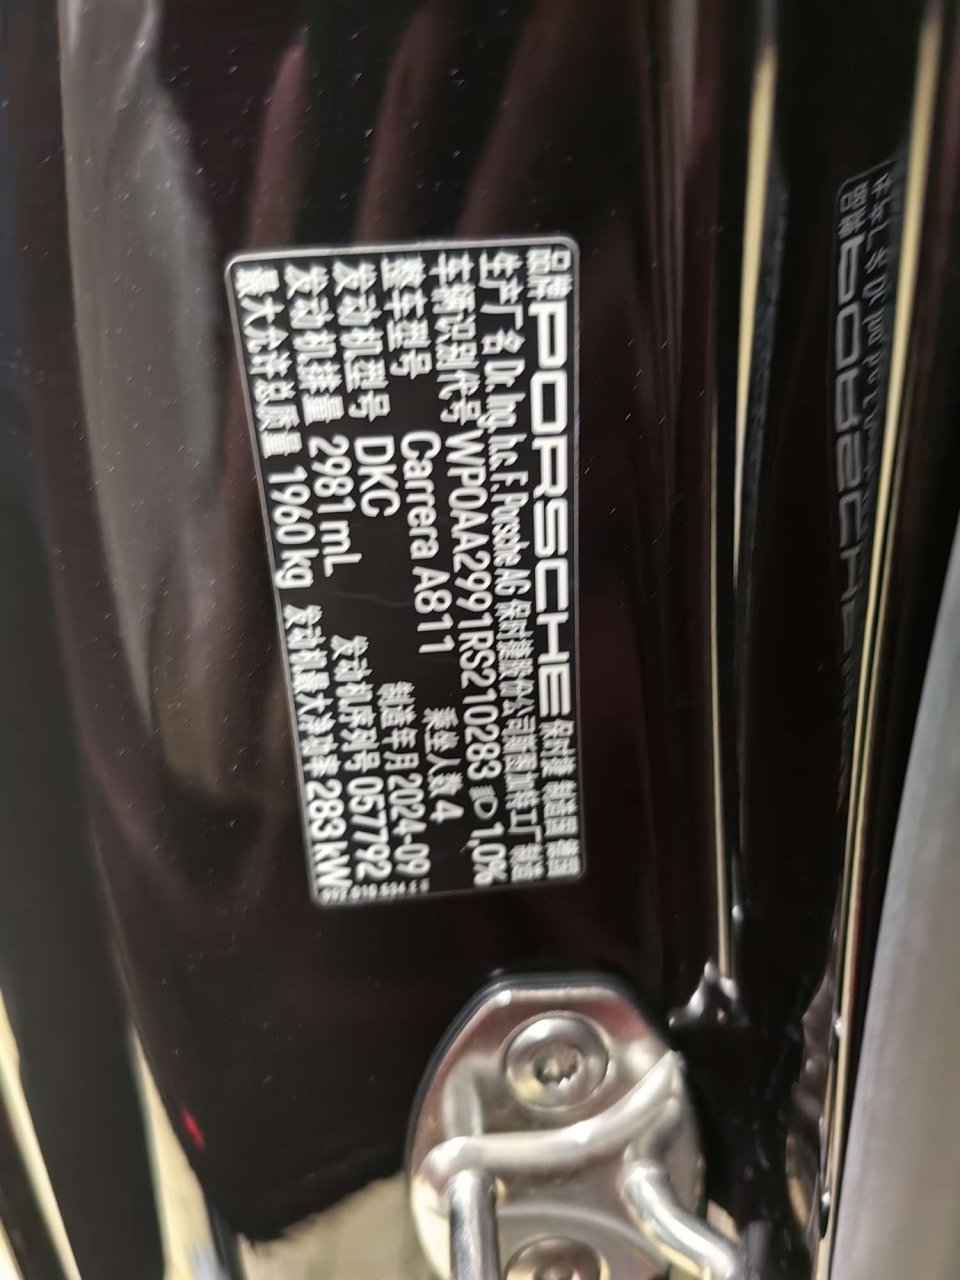 品牌 PORSCHE 保时捷 制造国 德国
生产厂名 Dr. Ing. h.c. F. Porsche AG 保时捷股份公司斯图加特工厂 制造
车辆识别代号 WP0AA2991RS210283 1,0%
整车型号 Carrera A811 乘坐人数 4
发动机型号 DKC 制造年月 2024-09
发动机排量 2981 mL 发动机序列号 057792
最大允许总质量 1960 kg 发动机最大净功率 283 kW